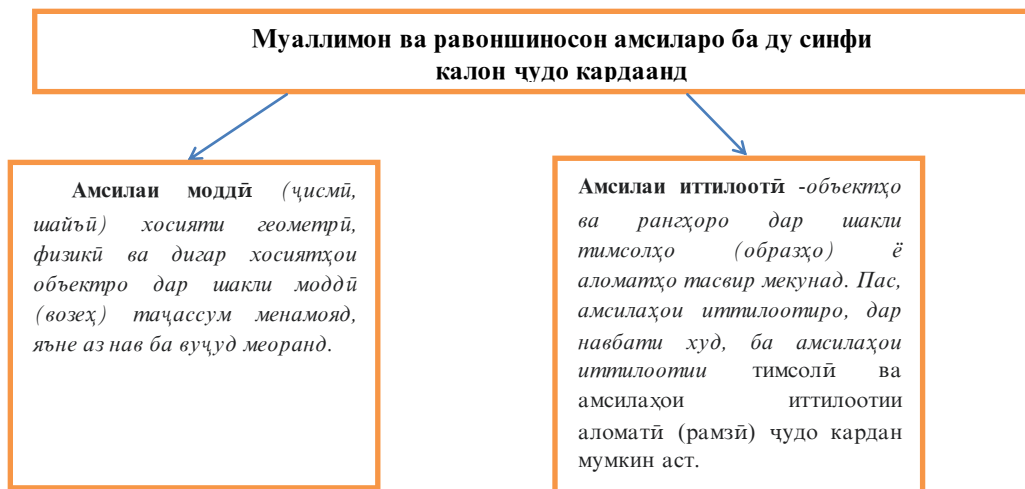 Муаллимон ва равоншиносон амсиларо ба ду синфи
калон ҷудо кардаанд
Амсилаи моддӣ (ҷисмӣ,
шайъӣ) хосияти геометрӣ,
физикӣ ва дигар хосиятҳои
объектро дар шакли моддӣ
(возеҳ) таҷассум менамояд,
яъне аз нав ба вуҷуд меоранд.
Амсилаи иттилоотӣ -объектҳо
ва рангҳоро дар шакли
тимсолҳо (образҳо) ё
аломатҳо тасвир мекунад. Пас,
амсилаҳои иттилоотиро, дар
навбати худ, ба амсилаҳои
иттилоотии тимсолӣ ва
амсилаҳои иттилоотии
аломатӣ (рамзӣ) ҷудо кардан
мумкин аст.